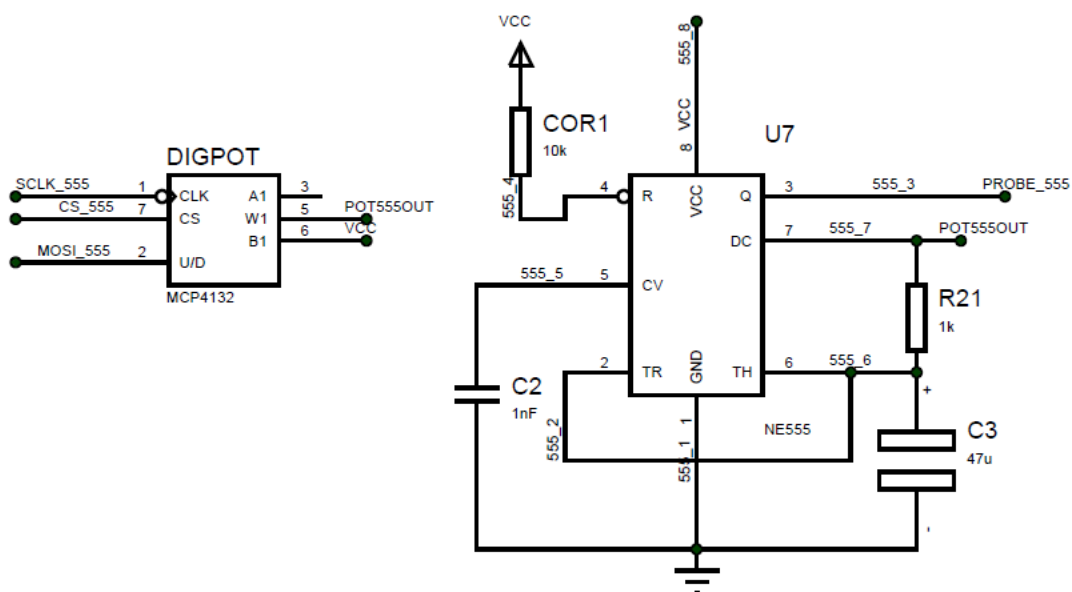 VCC
555_8
COR1
10k
555_4
VCC
8
U7
DIGPOT
SCLK_555
1
CLK
A1
3
CS_555
7
CS
W1
5
POT555OUT
B1
6
VCC
MOSI_555
2
U/D
MCP4132
4
R
VCC
Q
3
555_3
PROBE_555
DC
7
555_7
POT555OUT
555_5
5
CV
R21
1k
2
TR
GND
TH
6
555_6
+
C2
1nF
555_2
1
555_1
NE555
C3
47u
-